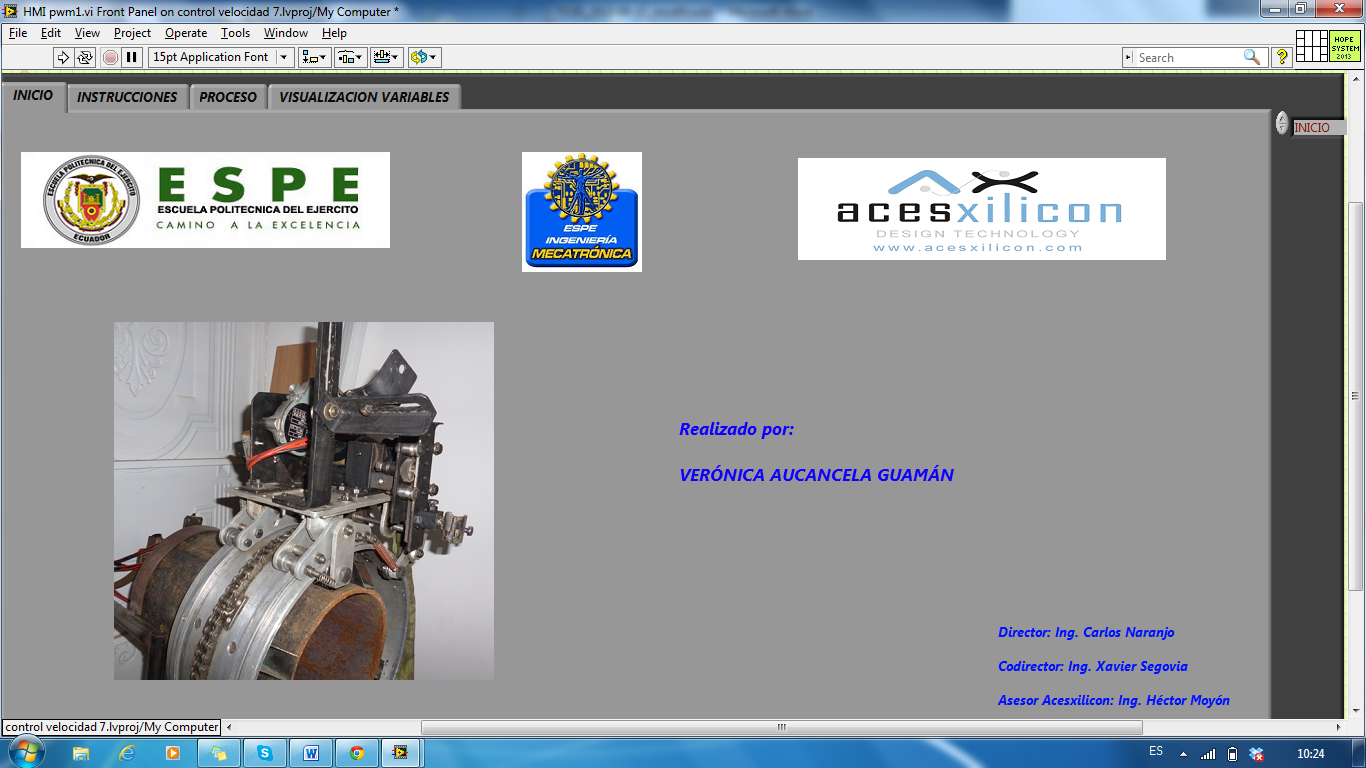 HMI pwm1.vi Front Panel on control velocidad 7.lvproj/My Computer *
File Edit View Project Operate Tools Window Help
15pt Application Font
Search
HOPE
SYSTEM
2013
INICIO INSTRUCCIONES PROCESO VISUALIZACION VARIABLES
INICIO
ESCUELA POLITECNICA DEL EJERCITO
ECUADOR
ESPE
ESCUELA POLITECNICA DEL EJERCITO
CAMINO A LA EXCELENCIA
ESPE
INGENIERÍA
MECATRÓNICA
acesxilicon
DESIGN TECHNOLOGY
www.acesxilicon.com
Realizado por:
VERÓNICA AUCANCELA GUAMÁN
Director: Ing. Carlos Naranjo
Codirector: Ing. Xavier Segovia
Asesor Acesxilicon: Ing. Héctor Moyón
control velocidad 7.lvproj/My Computer
ES
10:24